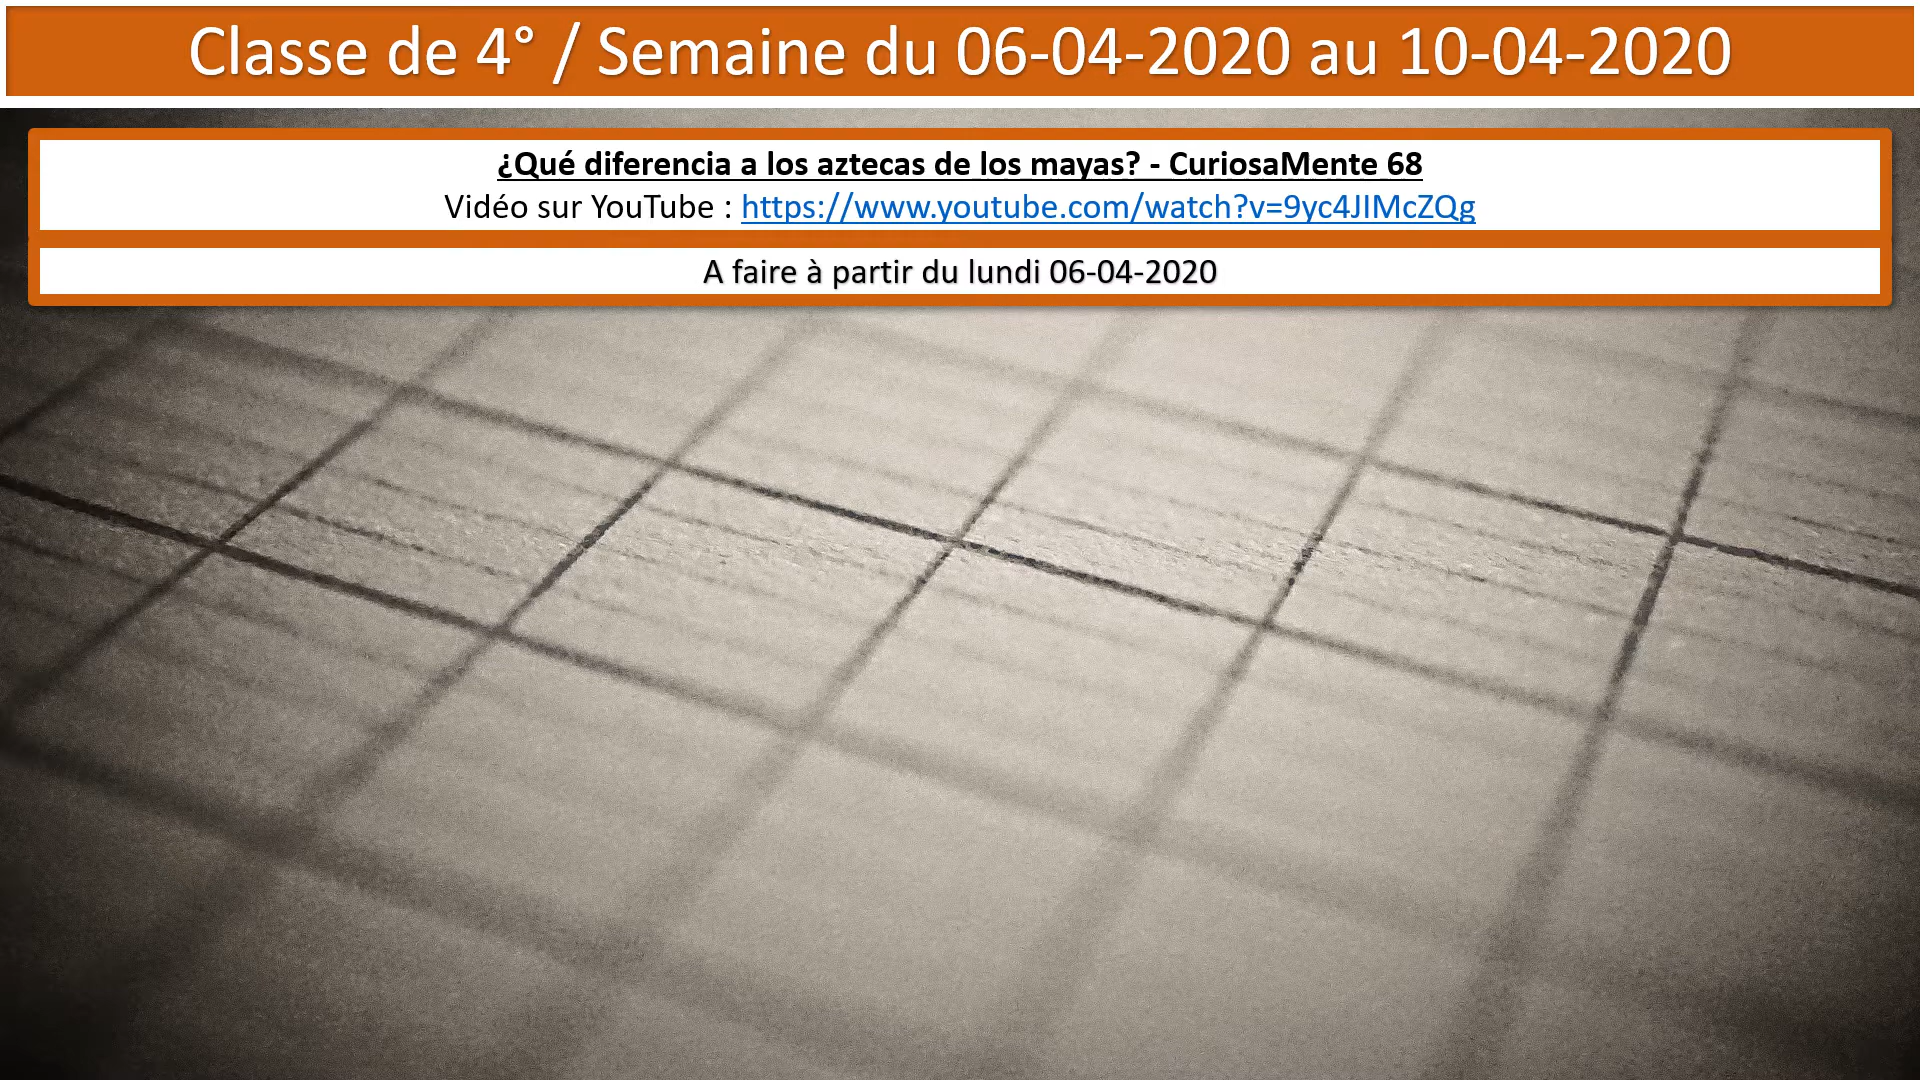 Classe de 4° / Semaine du 06-04-2020 au 10-04-2020
¿Qué diferencia a los aztecas de los mayas? - CuriosaMente 68
Vidéo sur YouTube : https://www.youtube.com/watch?v=9yc4JIMcZQg
A faire à partir du lundi 06-04-2020